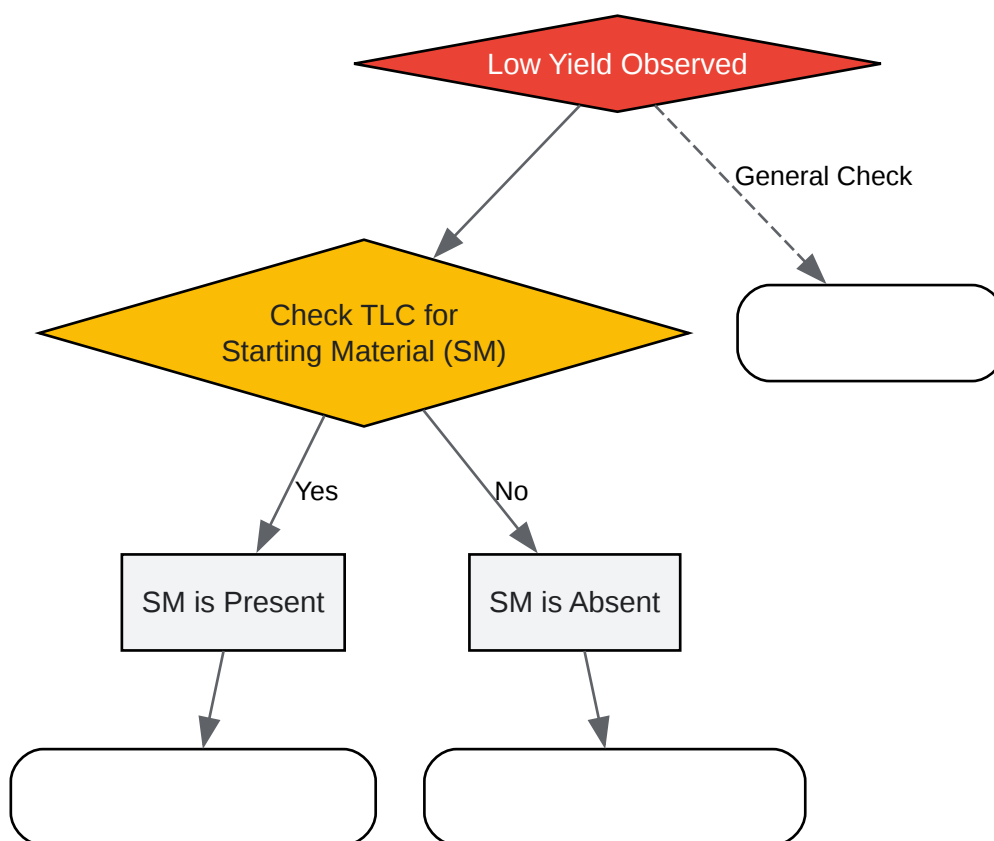 Low Yield Observed
General Check
Check TLC for
Starting Material (SM)
Yes
No
SM is Present
SM is Absent